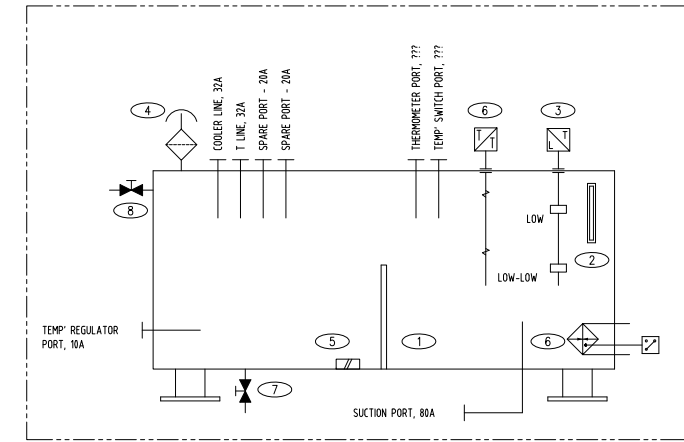 COOLER LINE, 32A
T LINE, 32A
SPARE PORT - 20A
SPARE PORT - 20A
THERMOMETER PORT, ???
TEMP' SWITCH PORT, ???
4
6
3
T
T
T
L
8
LOW
2
LOW-LOW
TEMP' REGULATOR
PORT, 10A
5
1
6
7
SUCTION PORT, 80A